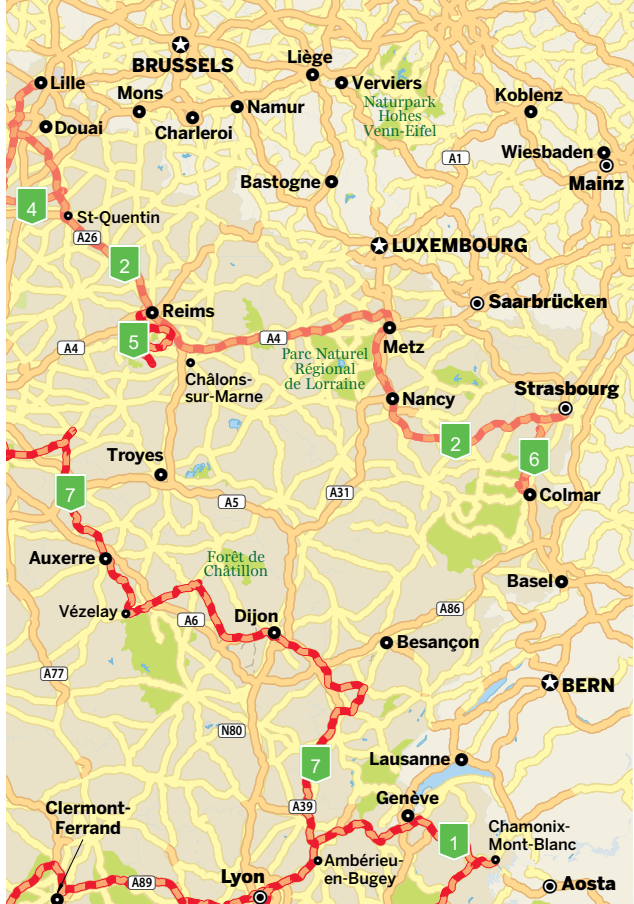 BRUSSELS
Liège
Lille
Verviers
Mons
Namur
Koblenz
Naturpark
Hohes
Venn-Eifel
Douai
Charleroi
A1
Wiesbaden
Mainz
Bastogne
4
St-Quentin
A26
LUXEMBOURG
2
Reims
Saarbrücken
5
A4
A4
Metz
Parc Naturel
Régional
de Lorraine
Châlons-
sur-Marne
Strasbourg
Nancy
2
Troyes
6
7
A31
A5
Colmar
Auxerre
Forêt de
Châtillon
Basel
Vézelay
A6
Dijon
A86
Besançon
A77
BERN
N80
7
Lausanne
Clermont-
Ferrand
A39
Genève
1
Chamonix-
Mont-Blanc
Ambérieu-
en-Bugey
A89
Lyon
Aosta